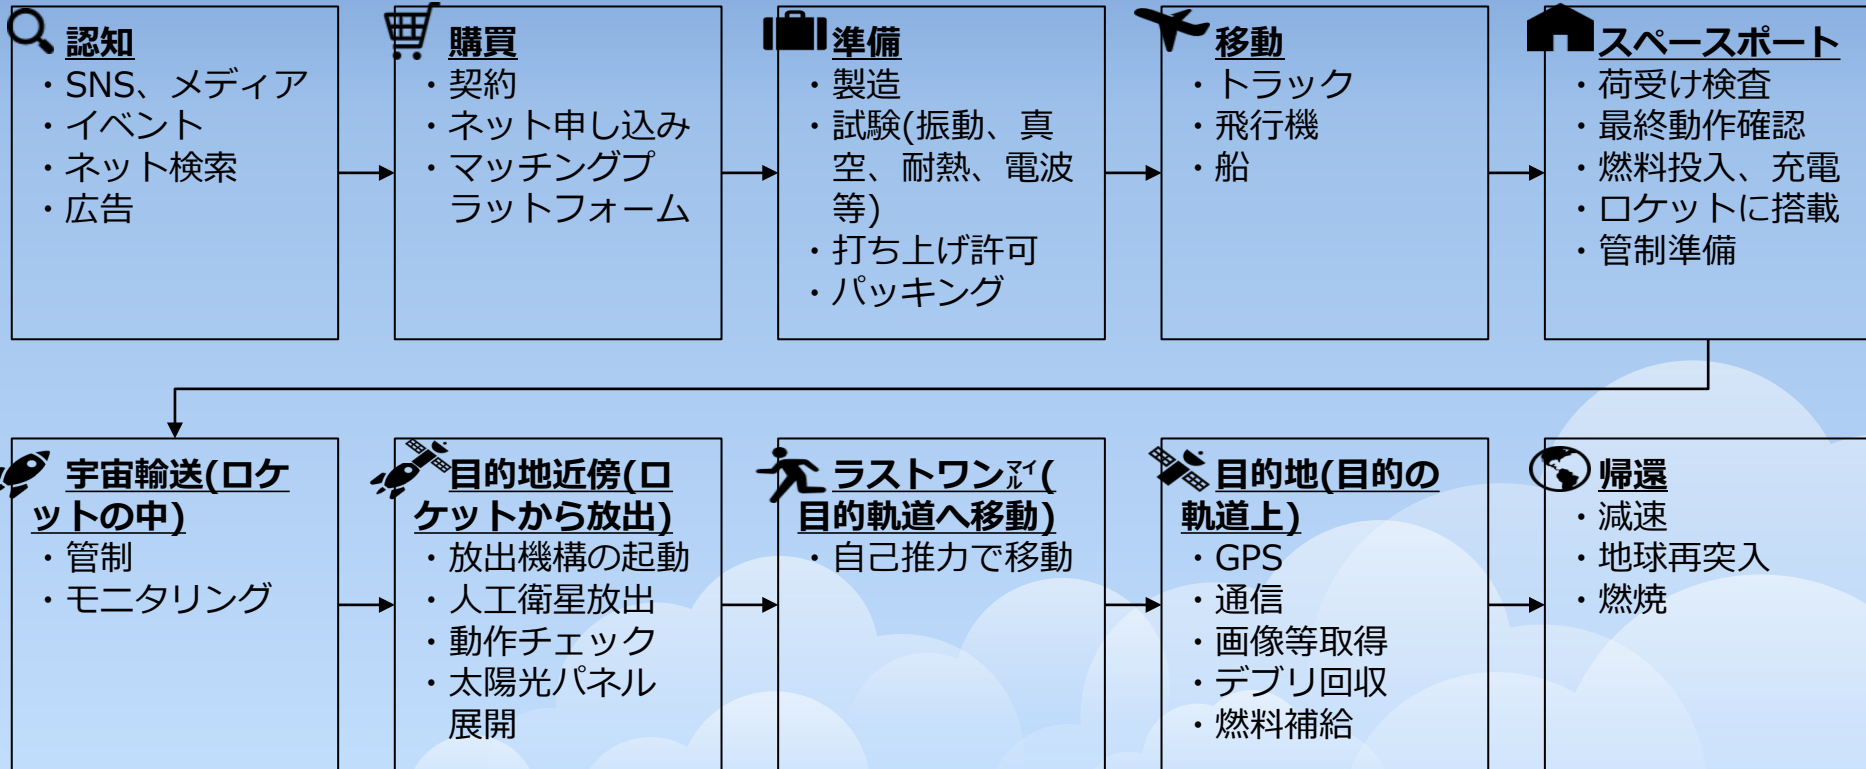 認知
・SNS、メディア
・イベント
・ネット検索
・広告
購買
・契約
・ネット申し込み
・マッチングプ
ラットフォーム
準備
・製造
・試験(振動、真
空、耐熱、電波
等)
・打ち上げ許可
・パッキング
移動
・トラック
・飛行機
・船
スペースポート
・荷受け検査
・最終動作確認
・燃料投入、充電
・ロケットに搭載
・管制準備
宇宙輸送(ロケ
ットの中)
・管制
・モニタリング
目的地近傍(ロ
ケットから放出)
・放出機構の起動
・人工衛星放出
・動作チェック
・太陽光パネル
展開
ラストワンマイル(
目的軌道へ移動)
・自己推力で移動
目的地(目的の
軌道上)
・GPS
・通信
・画像等取得
・デブリ回収
・燃料補給
帰還
・減速
・地球再突入
・燃焼